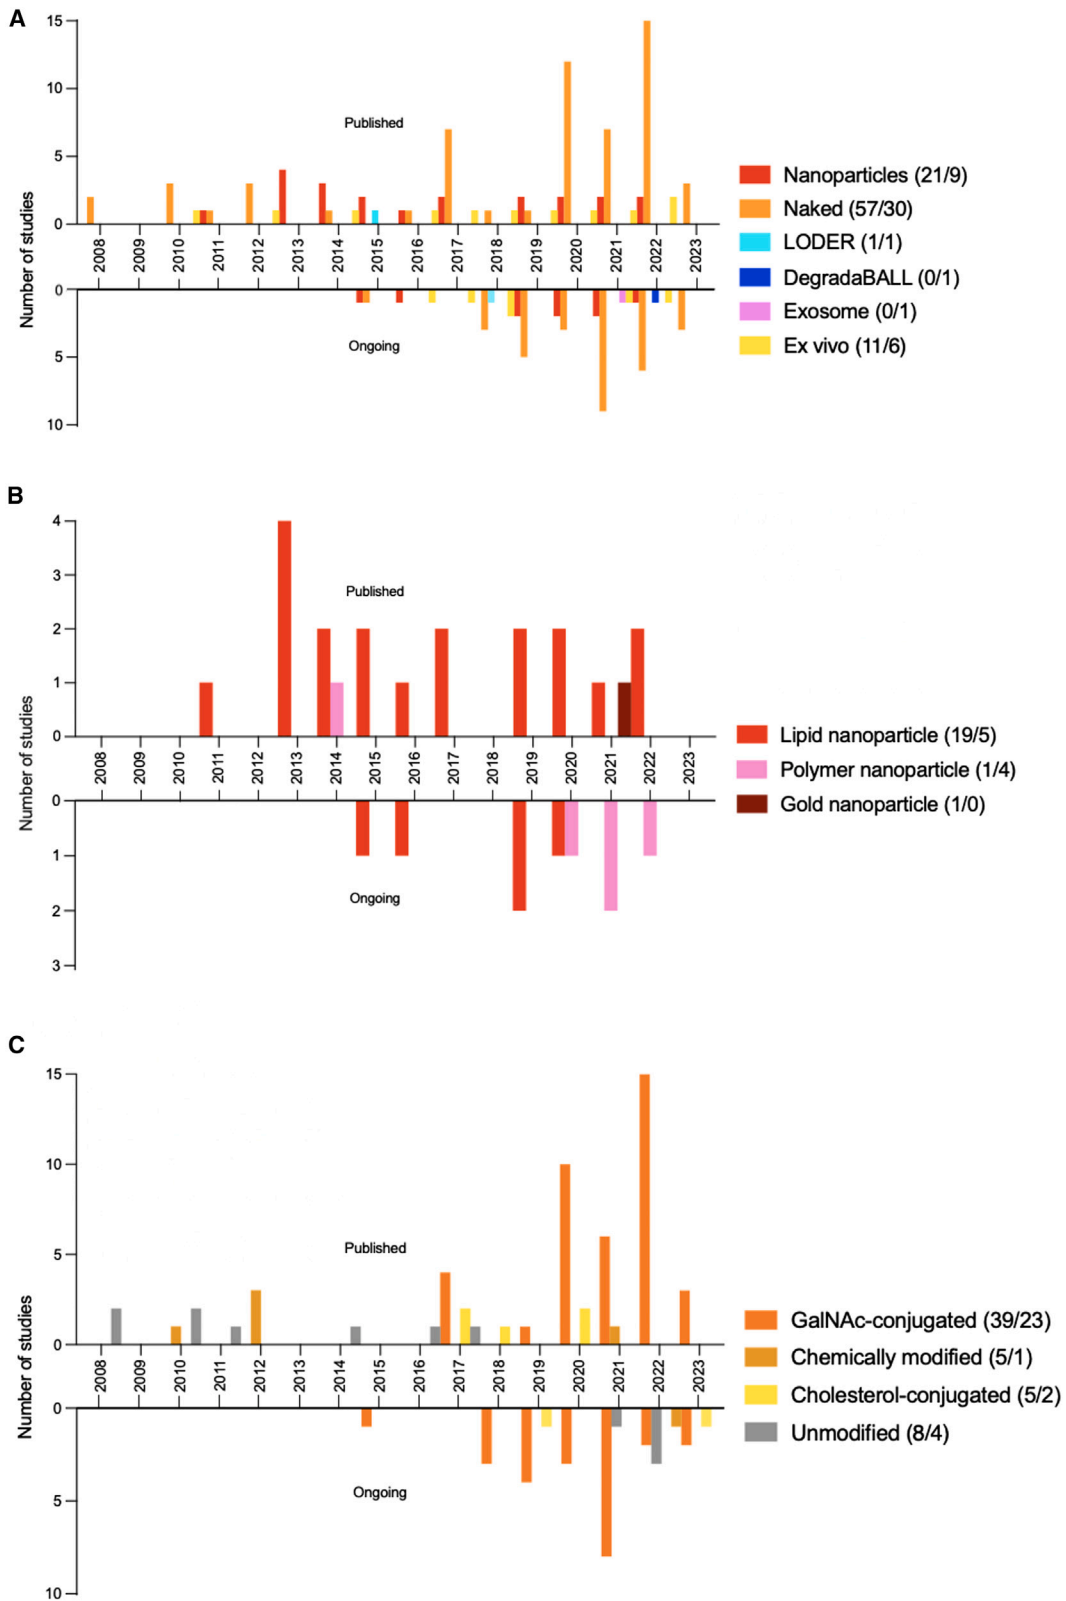 A
15
10
5
0
Number of studies
Published
2008
2009
2010
2011
2012
2013
2014
2015
2016
2017
2018
2019
2020
2021
2022
2023
0
5
10
Ongoing
Nanoparticles (21/9)
Naked (57/30)
LODER (1/1)
DegradaBALL (0/1)
Exosome (0/1)
Ex vivo (11/6)
B
4
3
2
1
0
Number of studies
Published
2008
2009
2010
2011
2012
2013
2014
2015
2016
2017
2018
2019
2020
2021
2022
2023
0
1
2
3
Ongoing
Lipid nanoparticle (19/5)
Polymer nanoparticle (1/4)
Gold nanoparticle (1/0)
C
15
10
5
0
Number of studies
Published
2008
2009
2010
2011
2012
2013
2014
2015
2016
2017
2018
2019
2020
2021
2022
2023
0
5
10
Ongoing
GalNAc-conjugated (39/23)
Chemically modified (5/1)
Cholesterol-conjugated (5/2)
Unmodified (8/4)